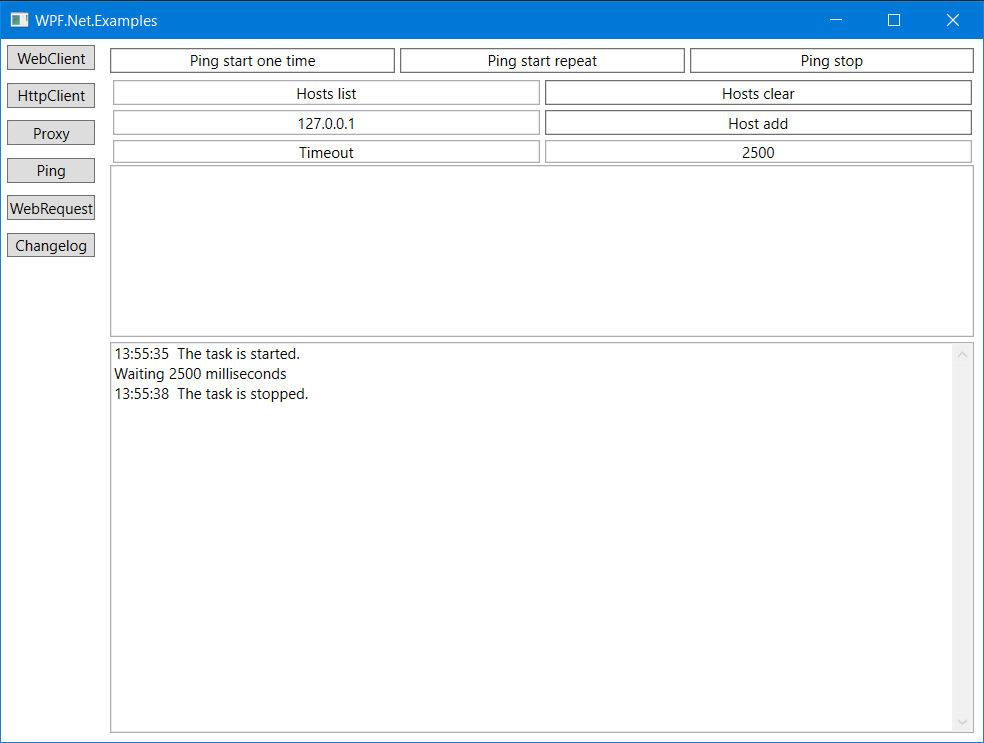 WPF.Net.Examples
WebClient
HttpClient
Proxy
Ping
WebRequest
Changelog
Ping start one time
Ping start repeat
Ping stop
Hosts list
Hosts clear
127.0.0.1
Host add
Timeout
2500
13:55:35  The task is started.
Waiting 2500 milliseconds
13:55:38  The task is stopped.